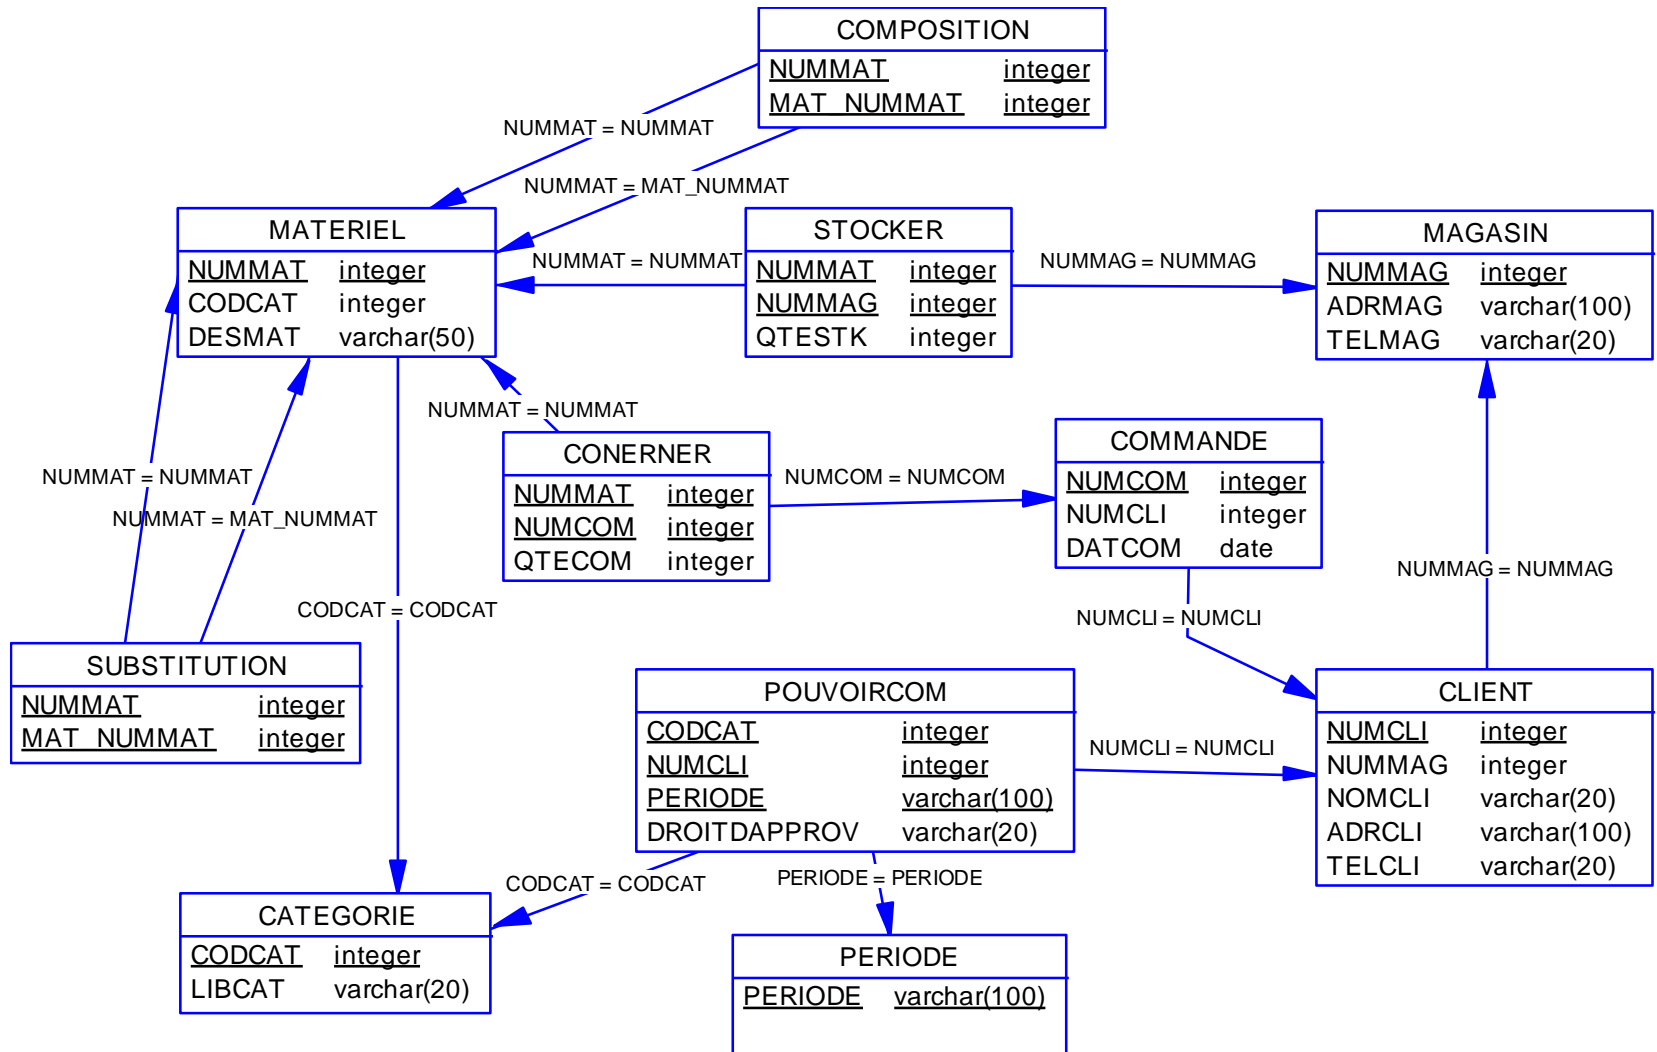 COMPOSITION
NUMMAT integer
MAT_NUMMAT integer
NUMMAT = NUMMAT
NUMMAT = MAT_NUMMAT
MATERIEL
NUMMAT integer
CODCAT integer
DESMAT varchar(50)
NUMMAT = NUMMAT
STOCKER
NUMMAT integer
NUMMAG integer
QTESTK integer
NUMMAG = NUMMAG
MAGASIN
NUMMAG integer
ADRMAG varchar(100)
TELMAG varchar(20)
NUMMAT = NUMMAT
CONERNER
NUMMAT integer
NUMCOM integer
QTECOM integer
NUMCOM = NUMCOM
COMMANDE
NUMCOM integer
NUMCLI integer
DATCOM date
NUMMAT = NUMMAT
NUMMAT = MAT_NUMMAT
CODCAT = CODCAT
NUMCLI = NUMCLI
NUMMAG = NUMMAG
SUBSTITUTION
NUMMAT integer
MAT_NUMMAT integer
POUVOIRCOM
CODCAT integer
NUMCLI integer
PERIODE varchar(100)
DROITDAPPROV varchar(20)
NUMCLI = NUMCLI
CLIENT
NUMCLI integer
NUMMAG integer
NOMCLI varchar(20)
ADRCLI varchar(100)
TELCLI varchar(20)
CODCAT = CODCAT
PERIODE = PERIODE
CATEGORIE
CODCAT integer
LIBCAT varchar(20)
PERIODE
PERIODE varchar(100)